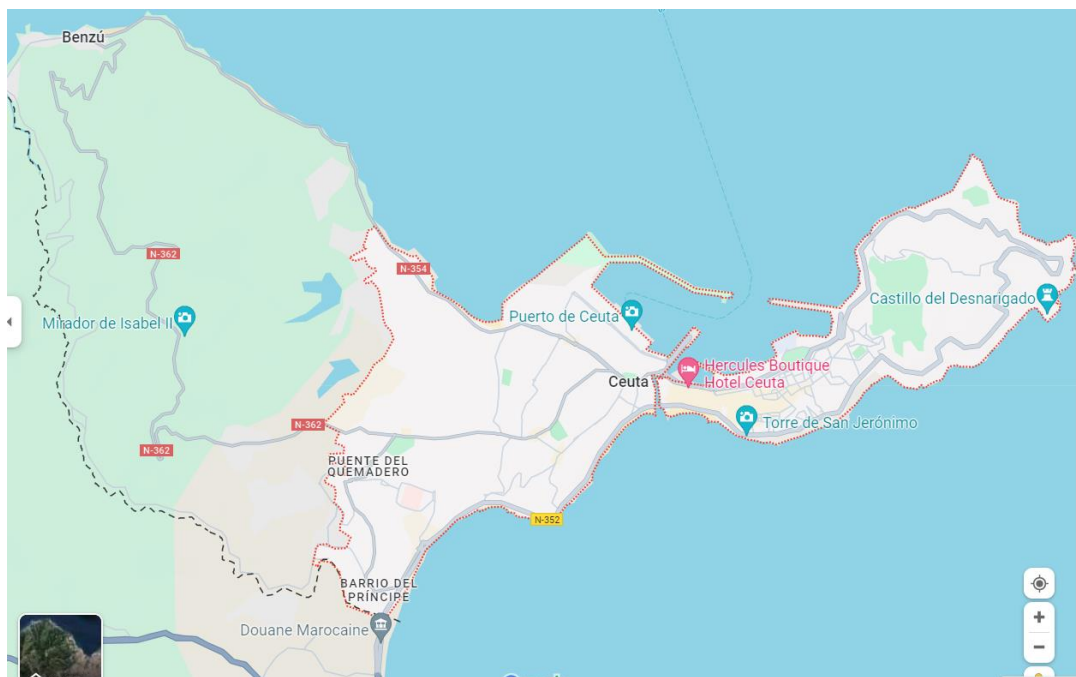 Benzú
N-362
N-354
Castillo del Desnarigado
Mirador de Isabel II
Puerto de Ceuta
Hercules Boutique
Hotel Ceuta
Ceuta
Torre de San Jerónimo
N-362
N-362
PUENTE DEL
QUEMADERO
N-352
BARRIO DEL
PRÍNCIPE
Douane Marocaine